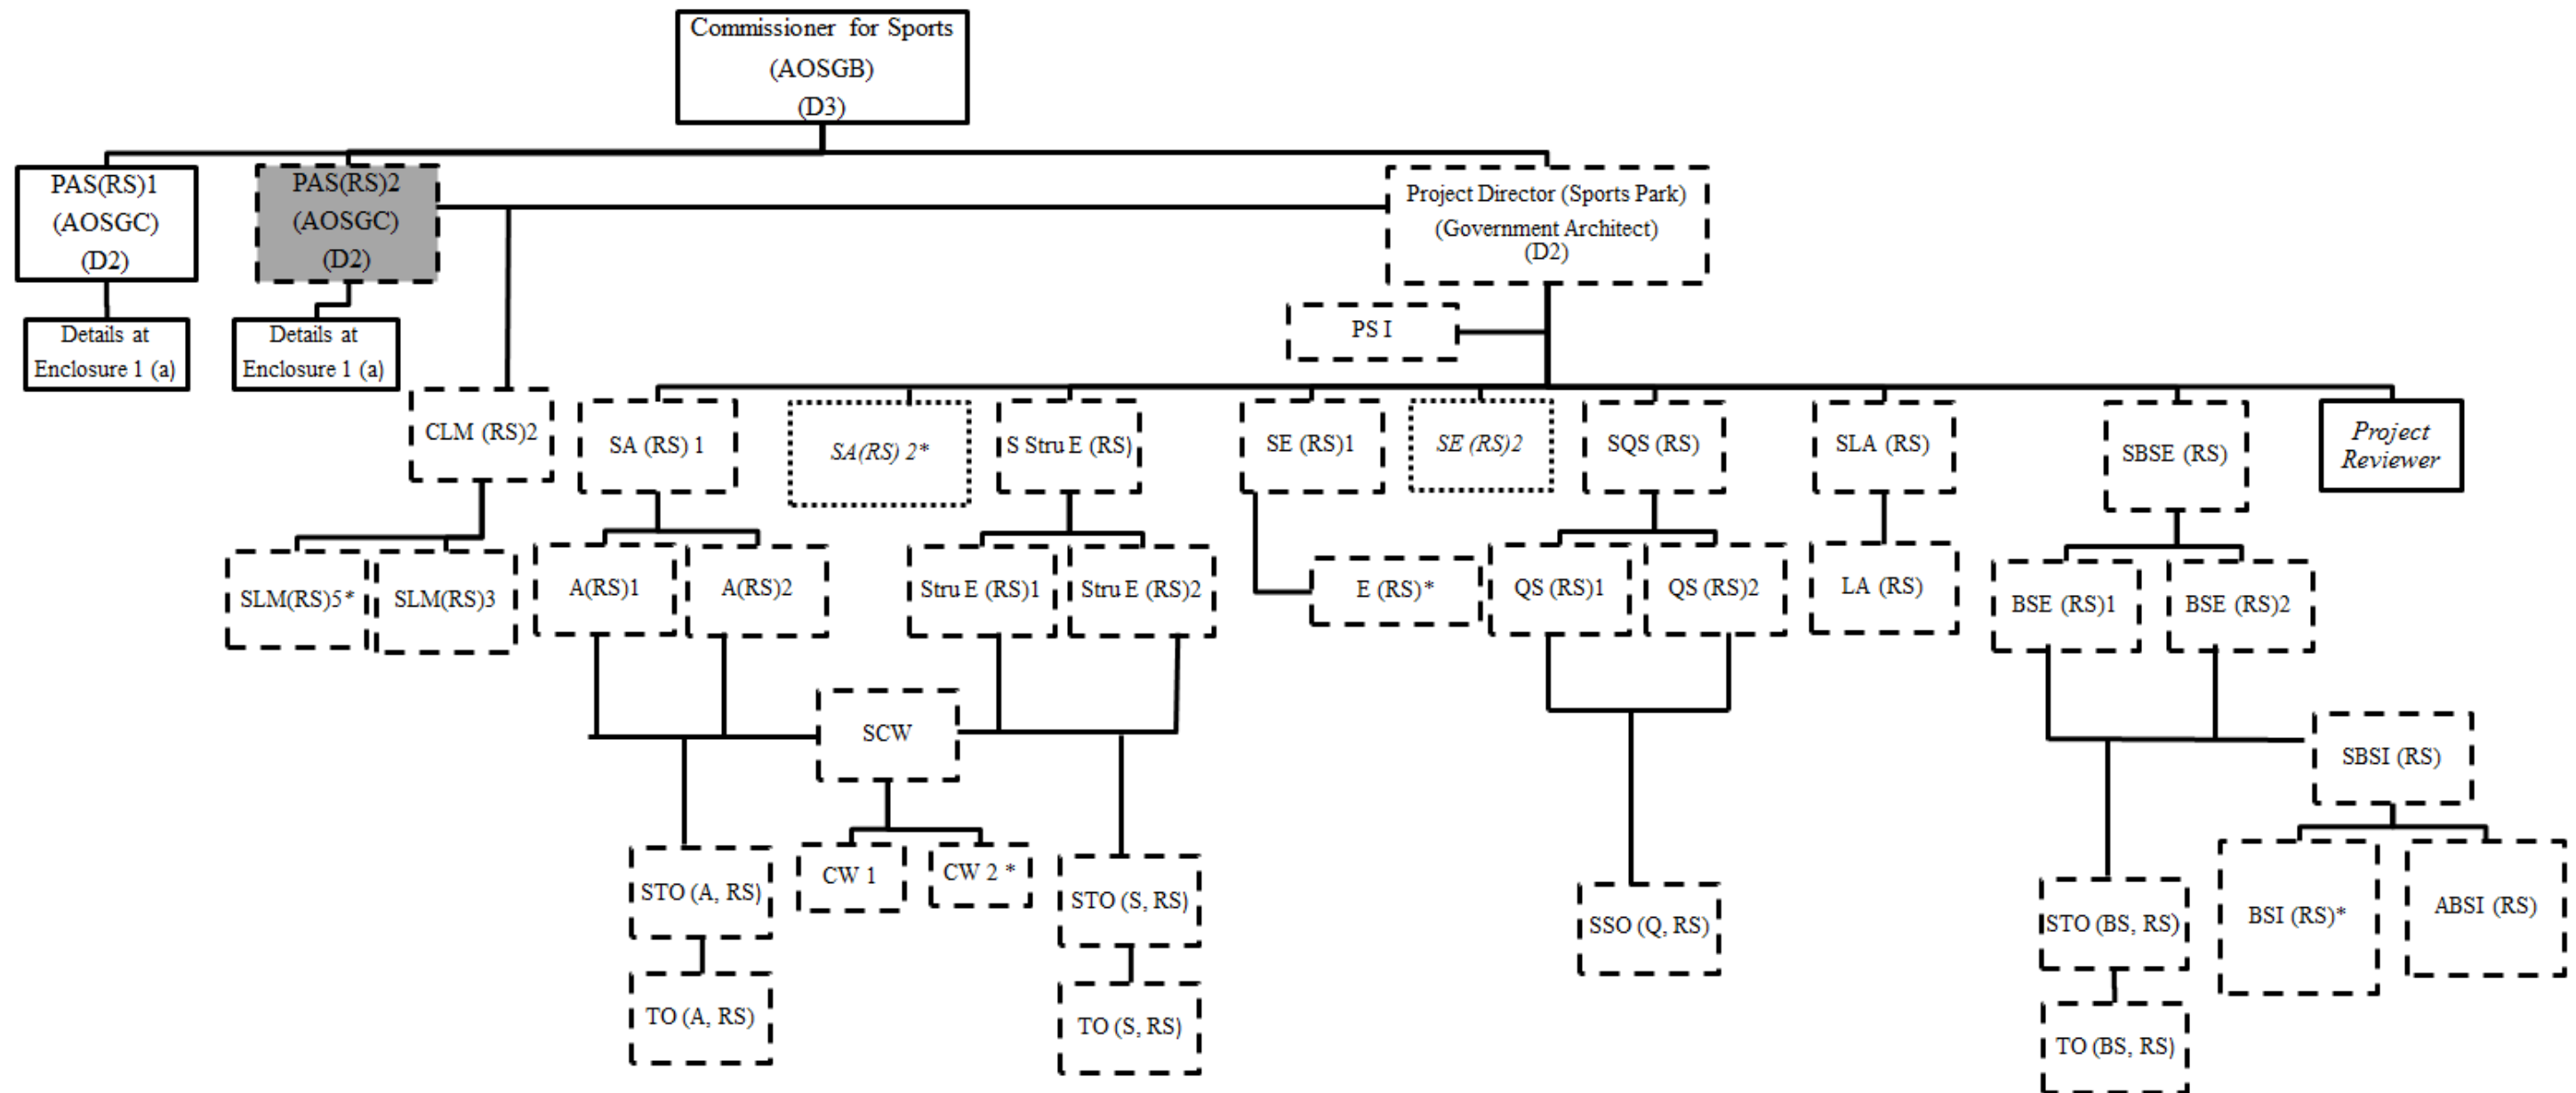 Commissioner for Sports
(AOSGB)
(D3)
PAS(RS)1
(AOSGC)
(D2)
PAS(RS)2
(AOSGC)
(D2)
Project Director (Sports Park)
(Government Architect)
(D2)
Details at
Enclosure 1 (a)
Details at
Enclosure 1 (a)
PS I
CLM (RS)2
SA (RS) 1
SA(RS) 2*
S Stru E (RS)
SE (RS)1
SE (RS)2
SQS (RS)
SLA (RS)
SBSE (RS)
Project
Reviewer
SLM(RS)5*
SLM(RS)3
A(RS)1
A(RS)2
Stru E (RS)1
Stru E (RS)2
E (RS)*
QS (RS)1
QS (RS)2
LA (RS)
BSE (RS)1
BSE (RS)2
SCW
SBSI (RS)
STO (A, RS)
CW 1
CW 2 *
STO (S, RS)
SSO (Q, RS)
STO (BS, RS)
BSI (RS)*
ABSI (RS)
TO (A, RS)
TO (S, RS)
TO (BS, RS)